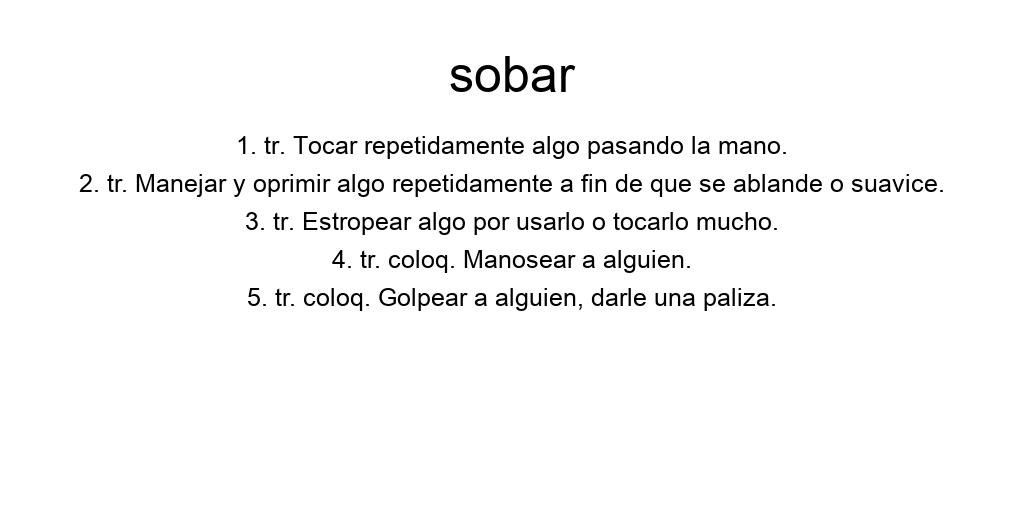 sobar
1. tr. Tocar repetidamente algo pasando la mano.
2. tr. Manejar y oprimir algo repetidamente a fin de que se ablande o suavice.
3. tr. Estropear algo por usarlo o tocarlo mucho.
4. tr. coloq. Manosear a alguien.
5. tr. coloq. Golpear a alguien, darle una paliza.